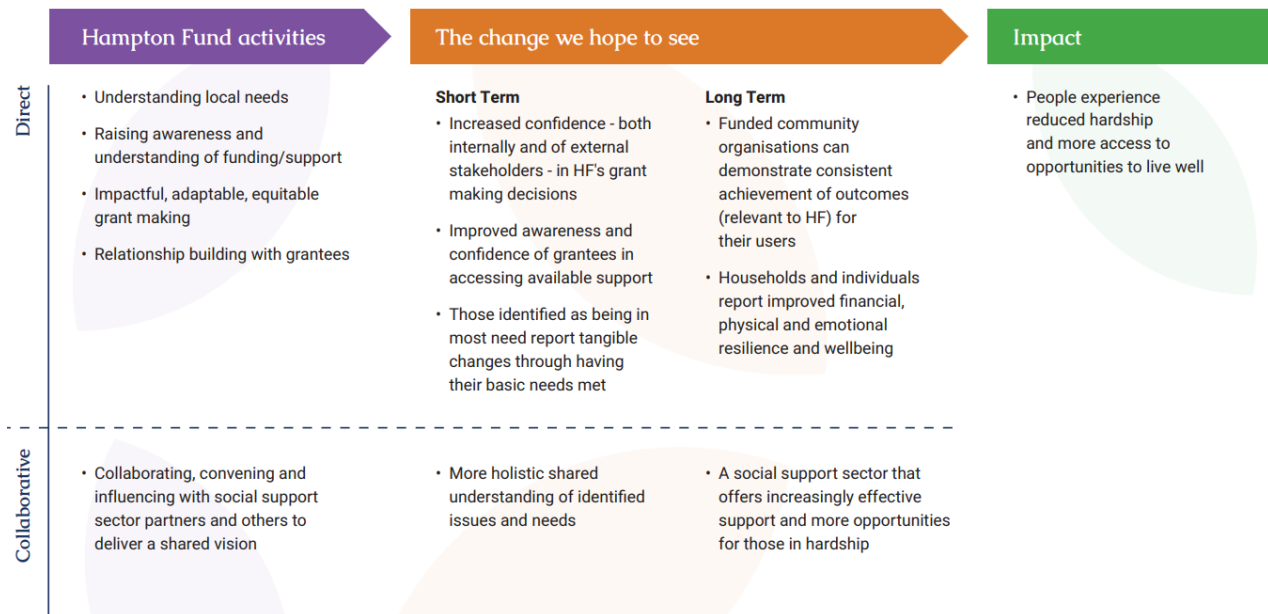 Hampton Fund activities
The change we hope to see
Impact
Direct
• Understanding local needs
• Raising awareness and
understanding of funding/support
• Impactful, adaptable, equitable
grant making
• Relationship building with grantees
Short Term
• Increased confidence - both
internally and of external
stakeholders - in HF's grant
making decisions
• Improved awareness and
confidence of grantees in
accessing available support
• Those identified as being in
most need report tangible
changes through having
their basic needs met
Long Term
• Funded community
organisations can
demonstrate consistent
achievement of outcomes
(relevant to HF) for
their users
• Households and individuals
report improved financial,
physical and emotional
resilience and wellbeing
• People experience
reduced hardship
and more access to
opportunities to live well
Collaborative
• Collaborating, convening and
influencing with social support
sector partners and others to
deliver a shared vision
• More holistic shared
understanding of identified
issues and needs
• A social support sector that
offers increasingly effective
support and more opportunities
for those in hardship